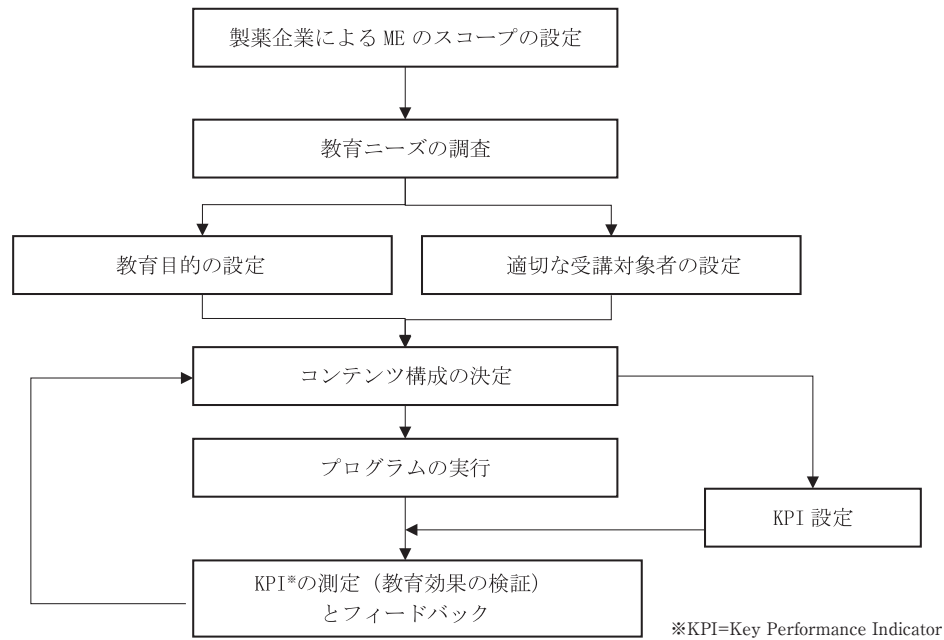 製薬企業による ME のスコープの設定
教育ニーズの調査
教育目的の設定
適切な受講対象者の設定
コンテンツ構成の決定
プログラムの実行
KPI 設定
KPI※の測定（教育効果の検証）
とフィードバック
※KPI=Key Performance Indicator